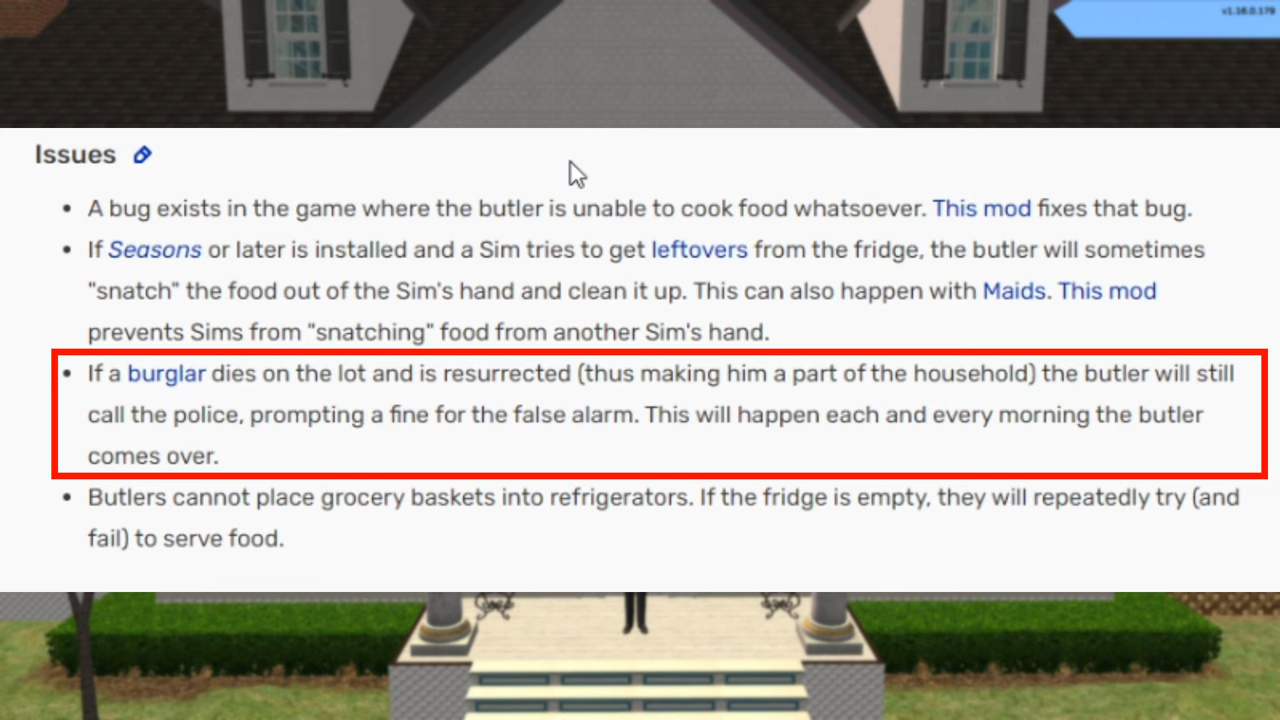 v1.16.0.179
Issues
A bug exists in the game where the butler is unable to cook food whatsoever. This mod fixes that bug.
If Seasons or later is installed and a Sim tries to get leftovers from the fridge, the butler will sometimes
"snatch" the food out of the Sim's hand and clean it up. This can also happen with Maids. This mod
prevents Sims from "snatching" food from another Sim's hand.
If a burglar dies on the lot and is resurrected (thus making him a part of the household) the butler will still
call the police, prompting a fine for the false alarm. This will happen each and every morning the butler
comes over.
Butlers cannot place grocery baskets into refrigerators. If the fridge is empty, they will repeatedly try (and
fail) to serve food.